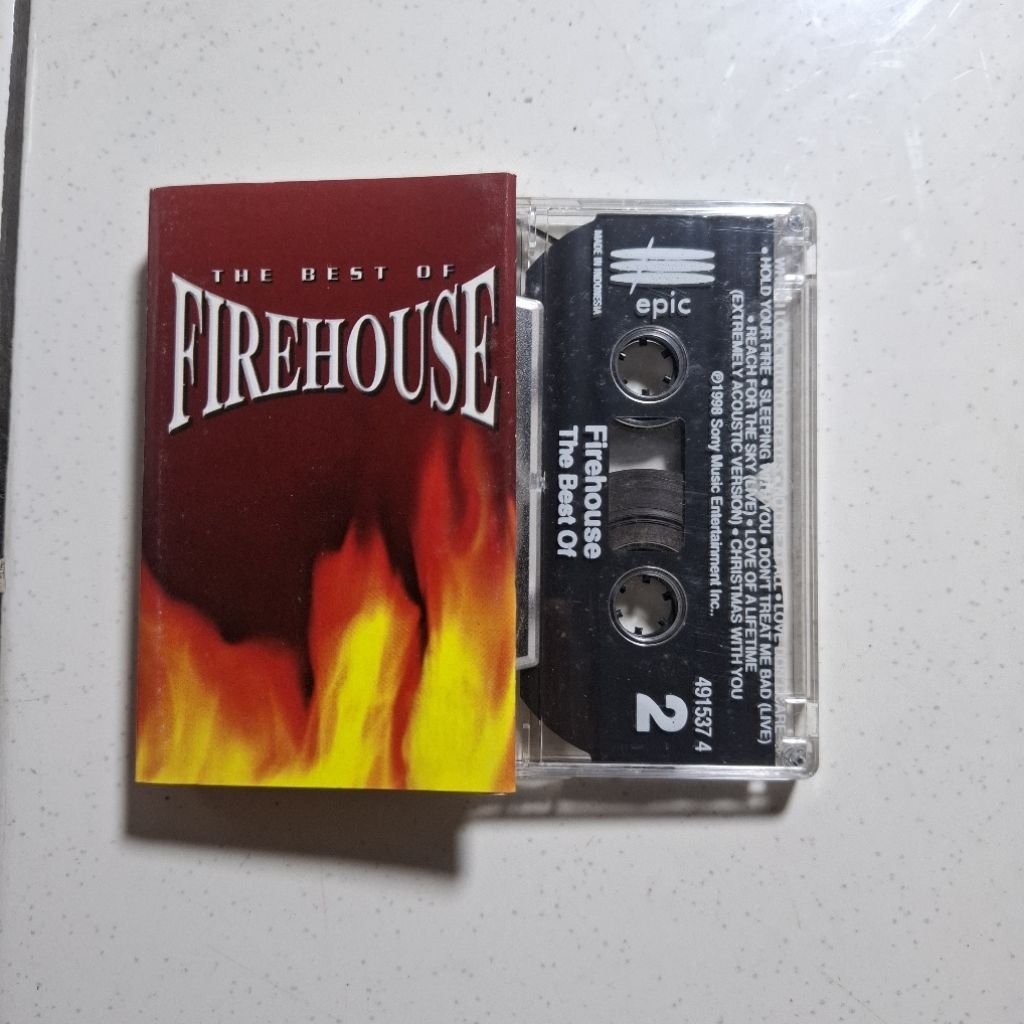 THE BEST OF
FIREHOUSE
MADE IN INDONESIA
epic
• HOLD YOUR FIRE • SLEEPING WITH YOU • DON'T TREAT ME BAD (LIVE)
• REACH FOR THE SKY (LIVE) • LOVE OF A LIFETIME
(EXTREMELY ACOUSTIC VERSION) • CHRISTMAS WITH YOU
℗1998 Sony Music Entertainment Inc..
Firehouse
The Best Of
491537 4
2